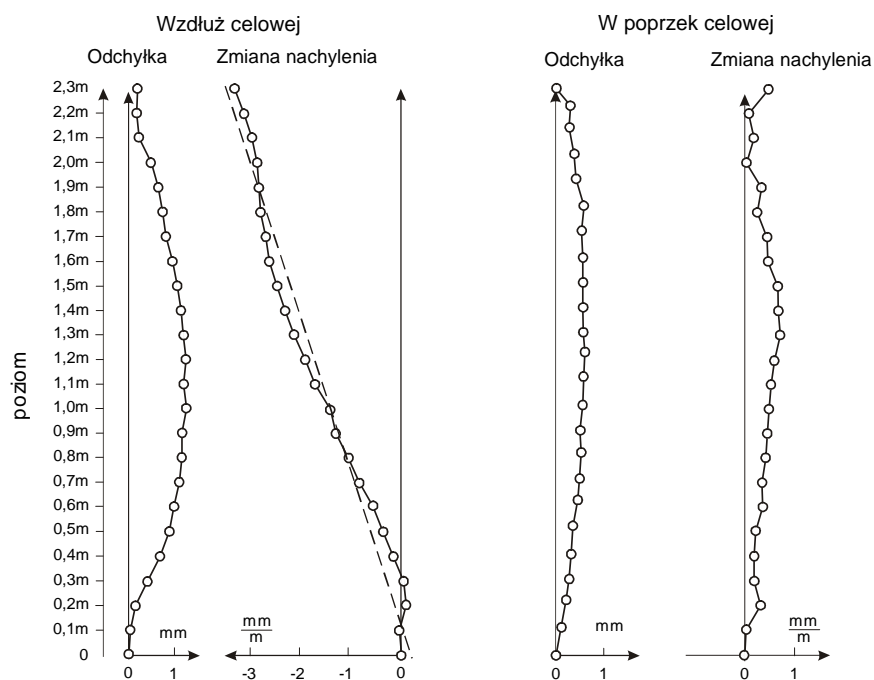 Wzdłuż celowej
W poprzek celowej
Odchyłka
Zmiana nachylenia
Odchyłka
Zmiana nachylenia
poziom
2,3m
2,2m
2,1m
2,0m
1,9m
1,8m
1,7m
1,6m
1,5m
1,4m
1,3m
1,2m
1,1m
1,0m
0,9m
0,8m
0,7m
0,6m
0,5m
0,4m
0,3m
0,2m
0,1m
0
mm
mm
m
mm
mm
m
0 1
-3 -2 -1 0
0 1
0 1